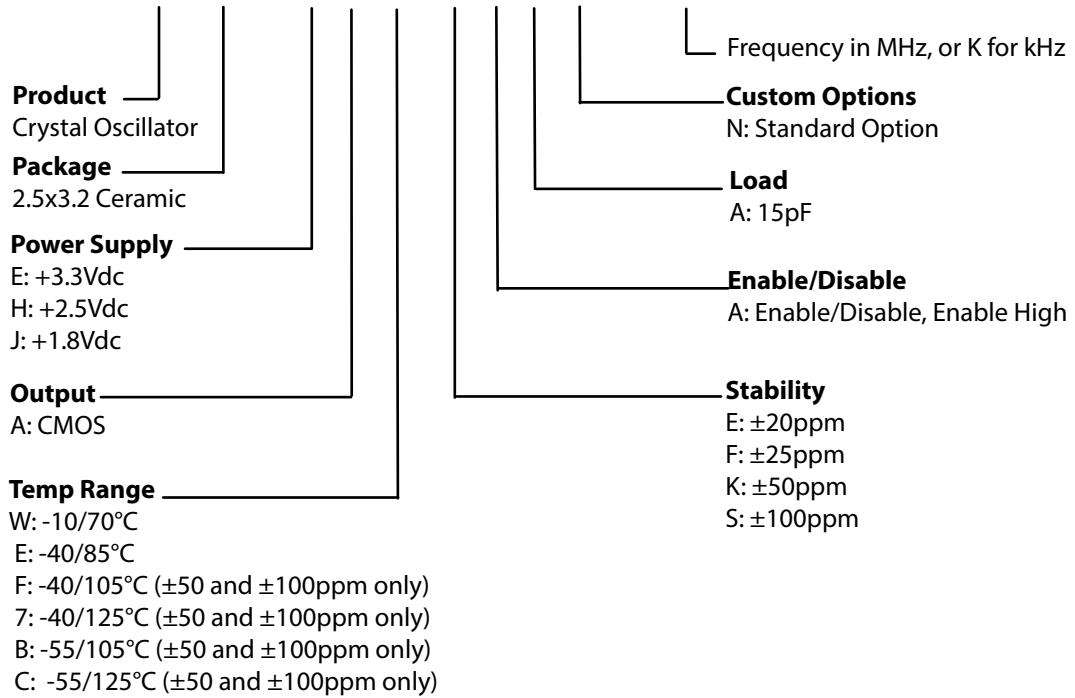 Frequency in MHz, or K for kHz
Product
Crystal Oscillator
Package
2.5x3.2 Ceramic
Power Supply
E: +3.3Vdc
H: +2.5Vdc
J: +1.8Vdc
Output
A: CMOS
Temp Range
W: -10/70°C
E: -40/85°C
F: -40/105°C (±50 and ±100ppm only)
7: -40/125°C (±50 and ±100ppm only)
B: -55/105°C (±50 and ±100ppm only)
C: -55/125°C (±50 and ±100ppm only)
Custom Options
N: Standard Option
Load
A: 15pF
Enable/Disable
A: Enable/Disable, Enable High
Stability
E: ±20ppm
F: ±25ppm
K: ±50ppm
S: ±100ppm